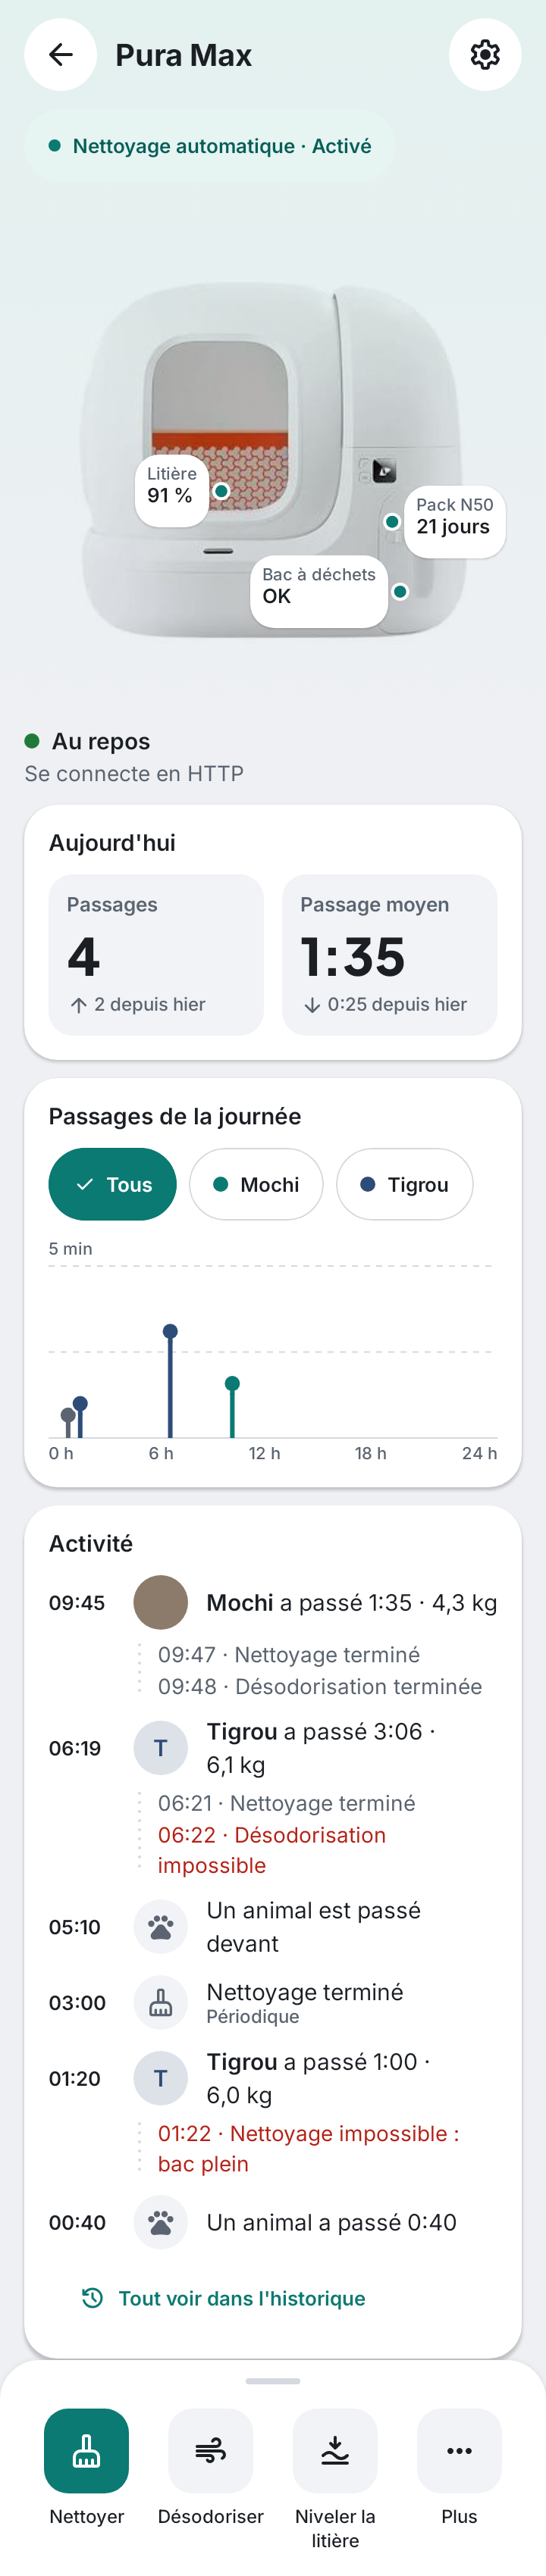 Pura Max
Nettoyage automatique · Activé
Litière
91 %
Pack N50
21 jours
Bac à déchets
OK
Au repos
Se connecte en HTTP
Aujourd'hui
Passages
4
↑ 2 depuis hier
Passage moyen
1:35
↓ 0:25 depuis hier
Passages de la journée
Tous
Mochi
Tigrou
5 min
0 h 6 h 12 h 18 h 24 h
Activité
09:45 Mochi a passé 1:35 · 4,3 kg
09:47 · Nettoyage terminé
09:48 · Désodorisation terminée
06:19 T Tigrou a passé 3:06 ·
6,1 kg
06:21 · Nettoyage terminé
06:22 · Désodorisation
impossible
05:10 Un animal est passé
devant
03:00 Nettoyage terminé
Périodique
01:20 T Tigrou a passé 1:00 ·
6,0 kg
01:22 · Nettoyage impossible :
bac plein
00:40 Un animal a passé 0:40
Tout voir dans l'historique
Nettoyer
Désodoriser
Niveler la
litière
Plus